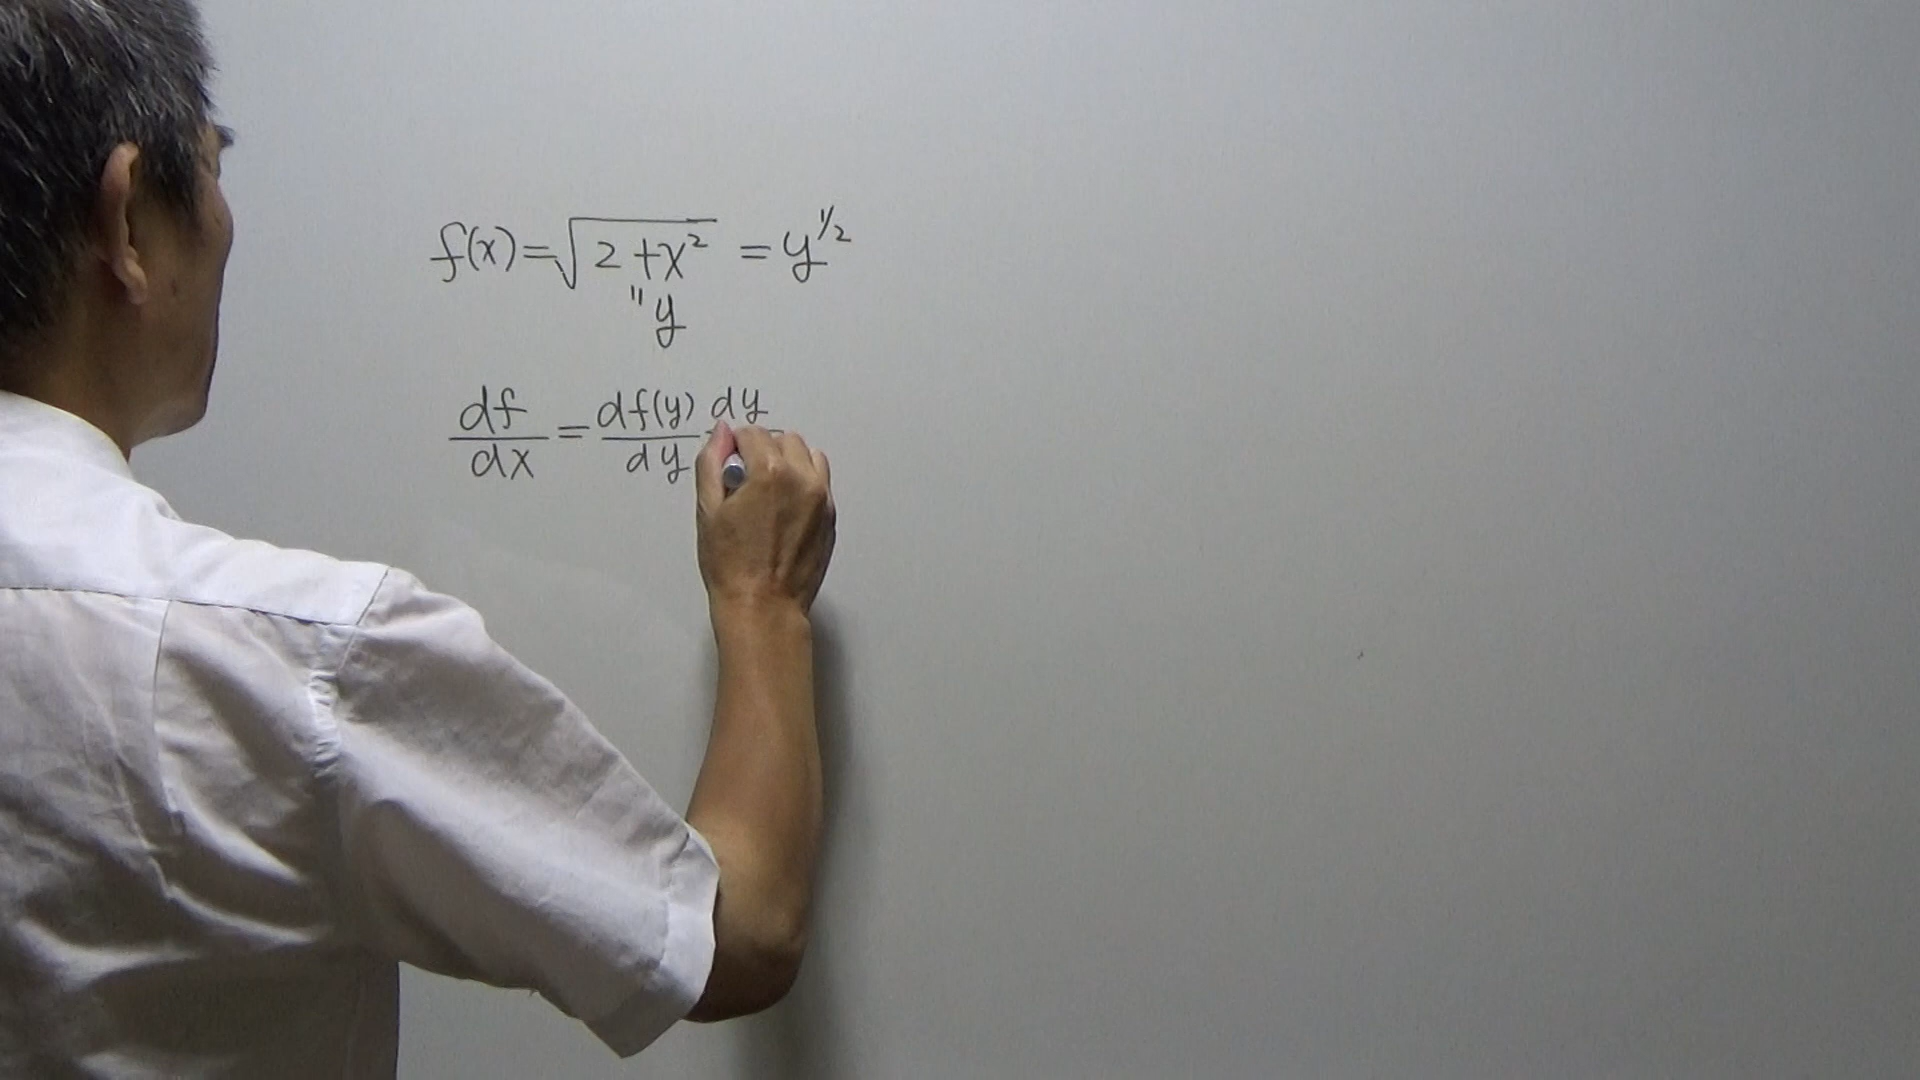 f(x)=√2+x² =y^1/2
"y
df/dx = df(y)/dy dy